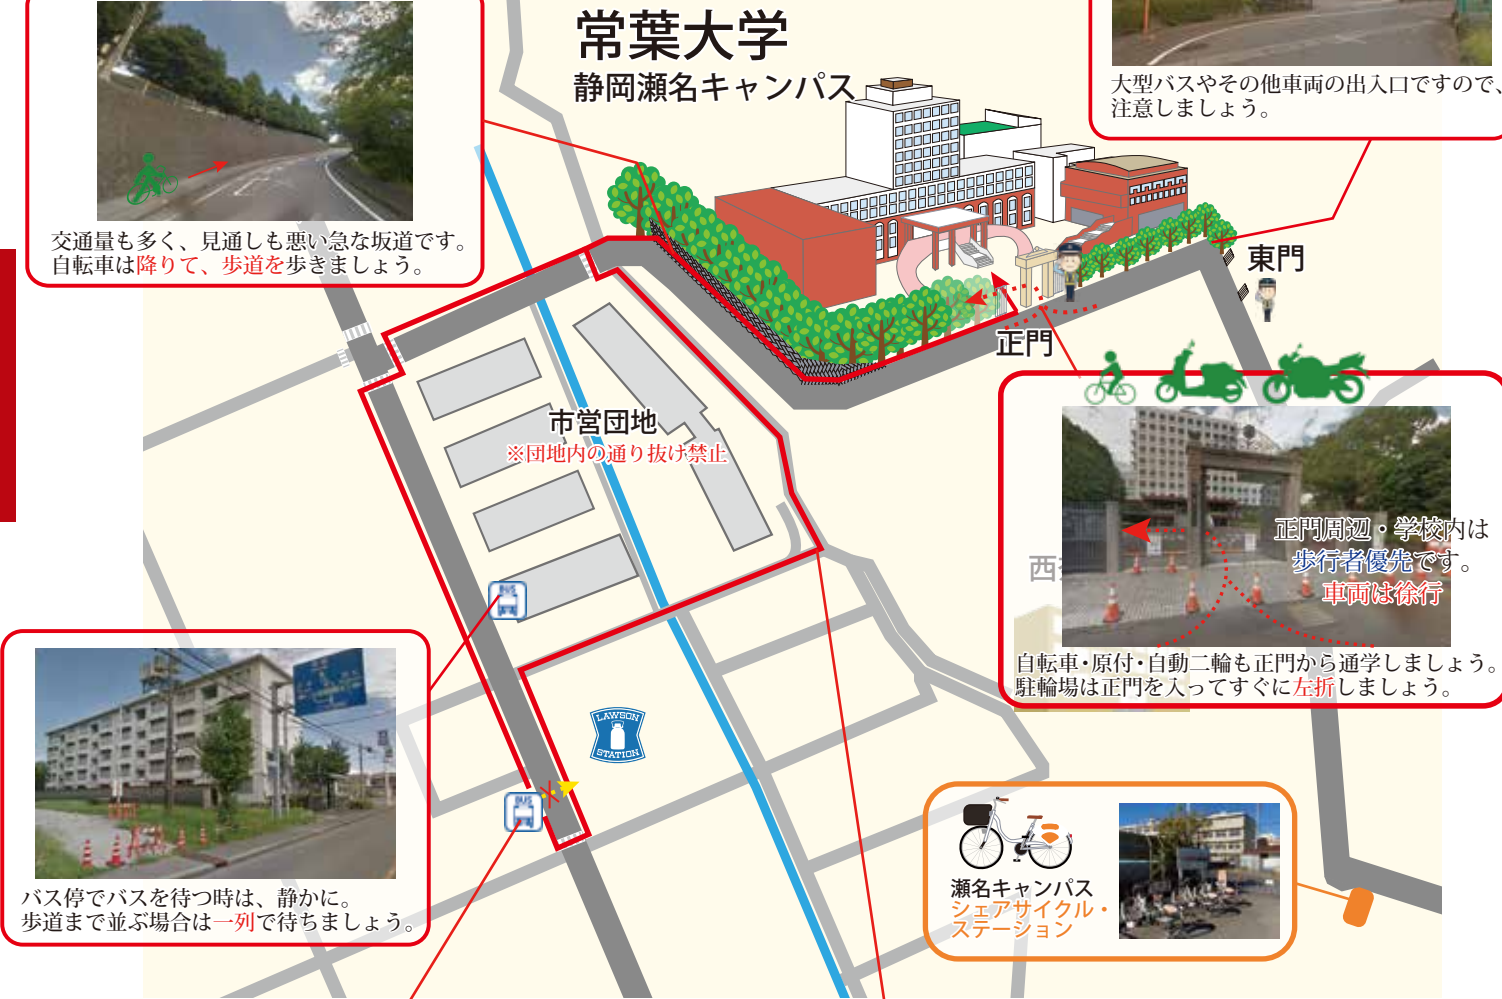 常葉大学
静岡瀬名キャンパス
大型バスやその他車両の出入口ですので、
注意しましょう。
交通量も多く、見通しも悪い急な坂道です。
自転車は降りて、歩道を歩きましょう。
東門
正門
市営団地
※団地内の通り抜け禁止
正門周辺・学校内は
歩行者優先です。
車両は徐行
西
自転車・原付・自動二輪も正門から通学しましょう。
駐輪場は正門を入ってすぐに左折しましょう。
BUS
LAWSON
STATION
BUS
バス停でバスを待つ時は、静かに。
歩道まで並ぶ場合は一列で待ちましょう。
瀬名キャンパス
シェアサイクル・
ステーション